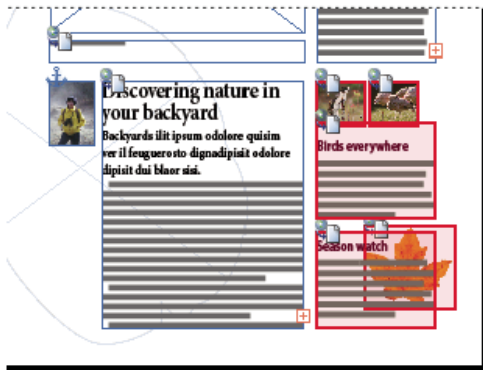 Discovering nature in
your backyard
Backyards ilit ipsum odolore quisim
ver il feuguerosto dignadipisit odolore
dipisit dui blaor sisi.
Birds everywhere
Season watch